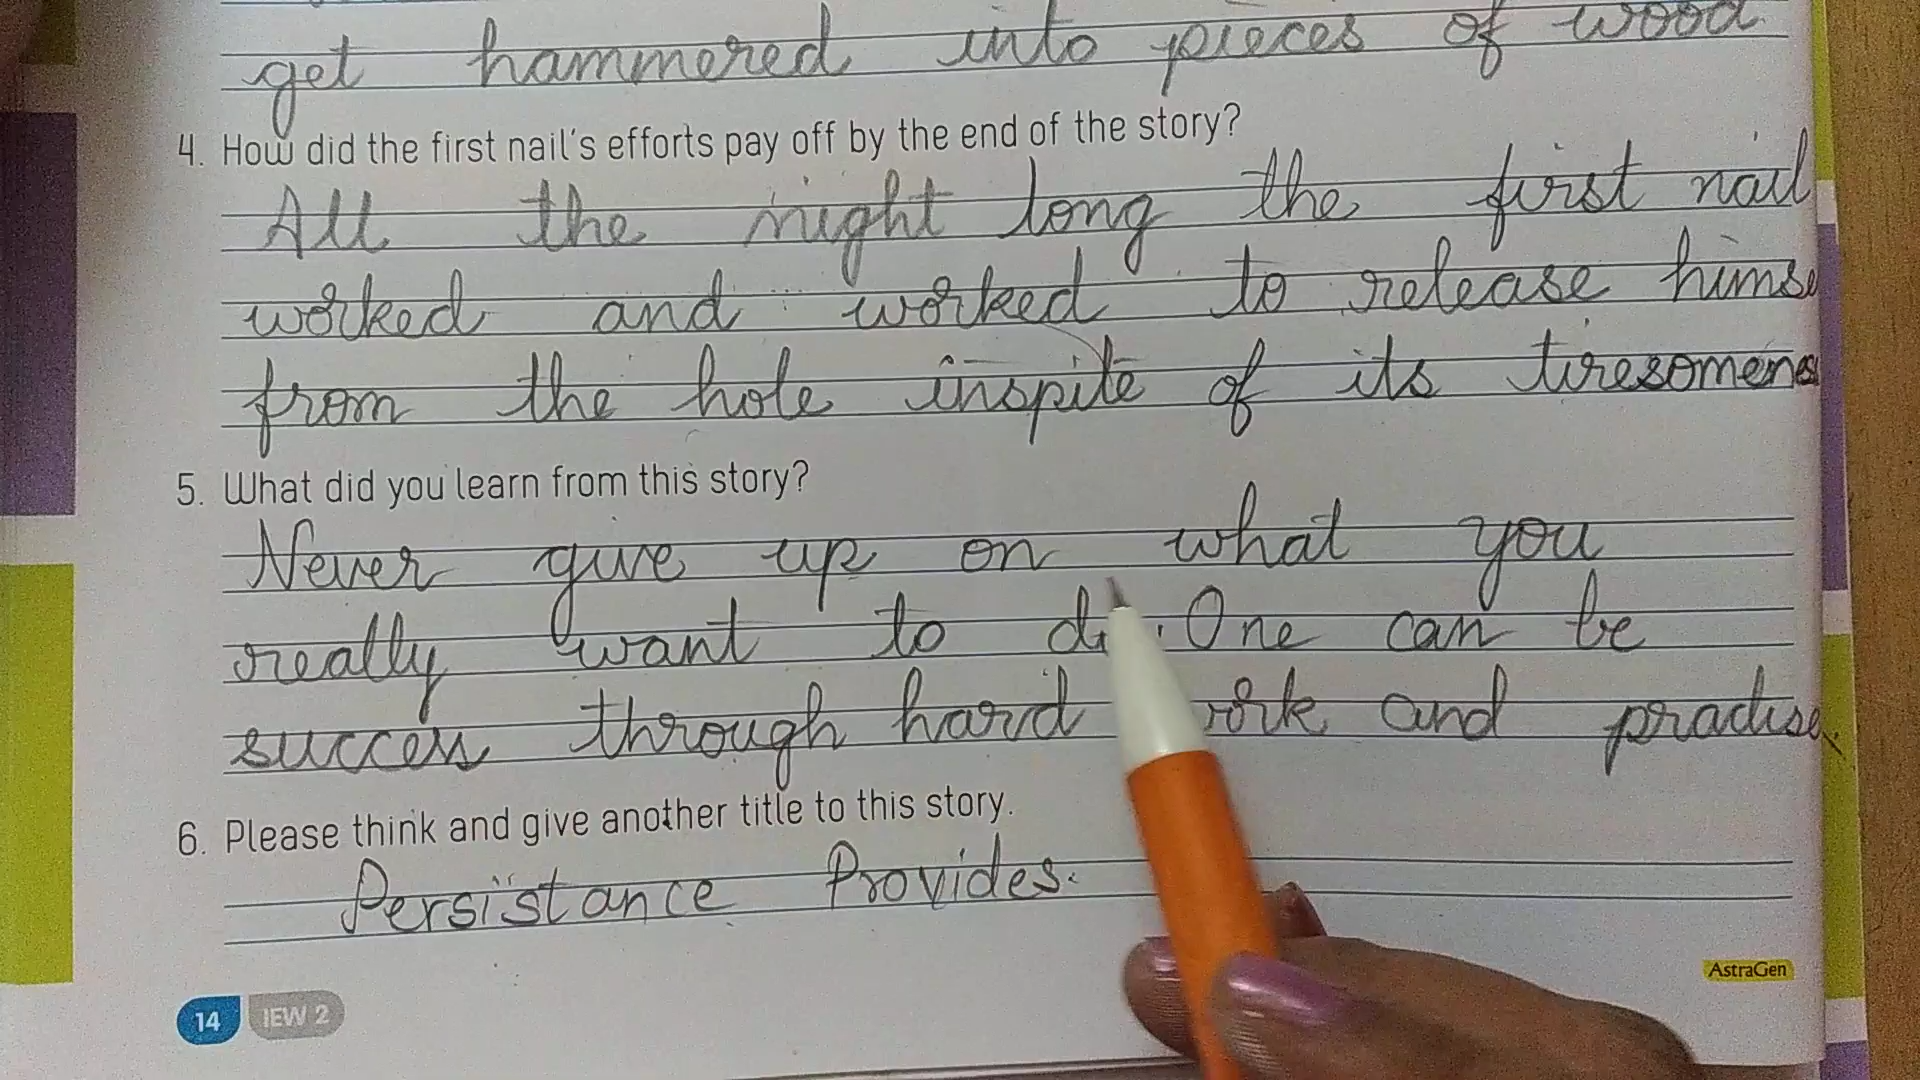 get hammered into pieces of wood
4. How did the first nail's efforts pay off by the end of the story?
All the night long the first nail
worked and worked to release himse
from the hole inspite of its tiresomenes
5. What did you learn from this story?
Never give up on what you
really want to One can be
success through hard and practise
6. Please think and give another title to this story.
Persistance Provides.
AstraGen
14 IEW 2